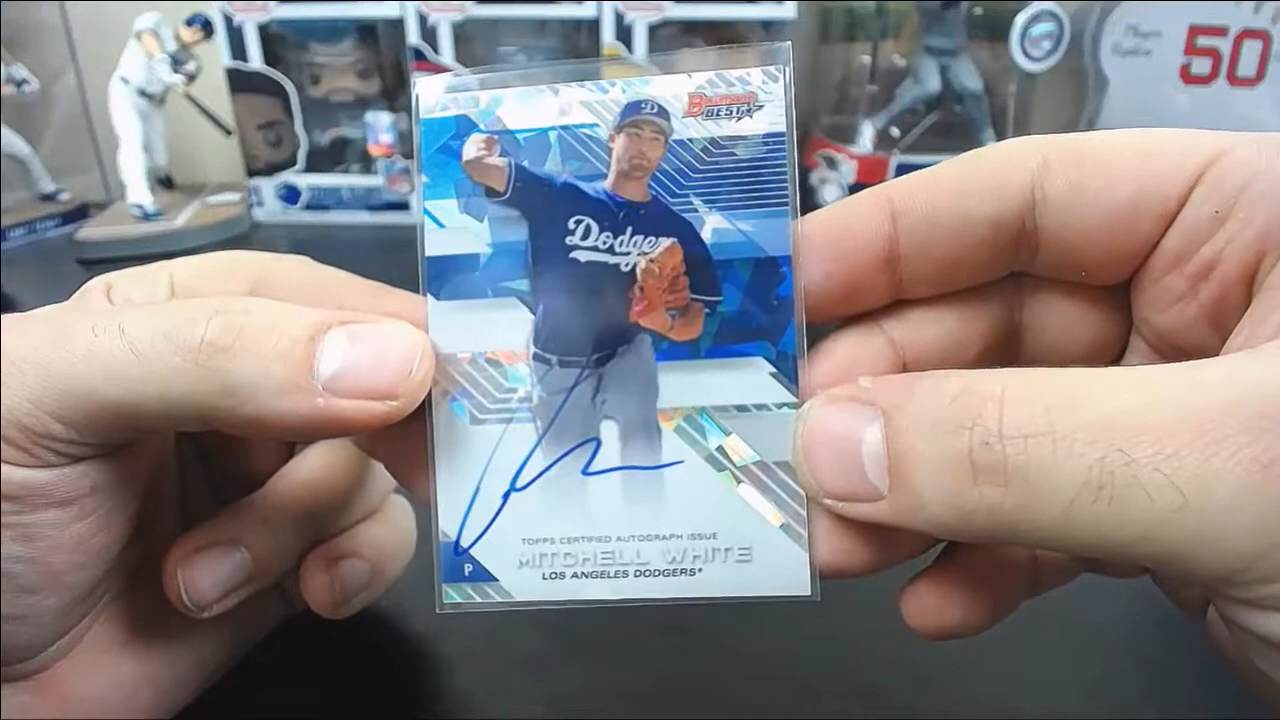 50
BOWMAN'S
BEST
D
Dodgers
TOPPS CERTIFIED AUTOGRAPH ISSUE
MITCHELL WHITE
P
LOS ANGELES DODGERS®